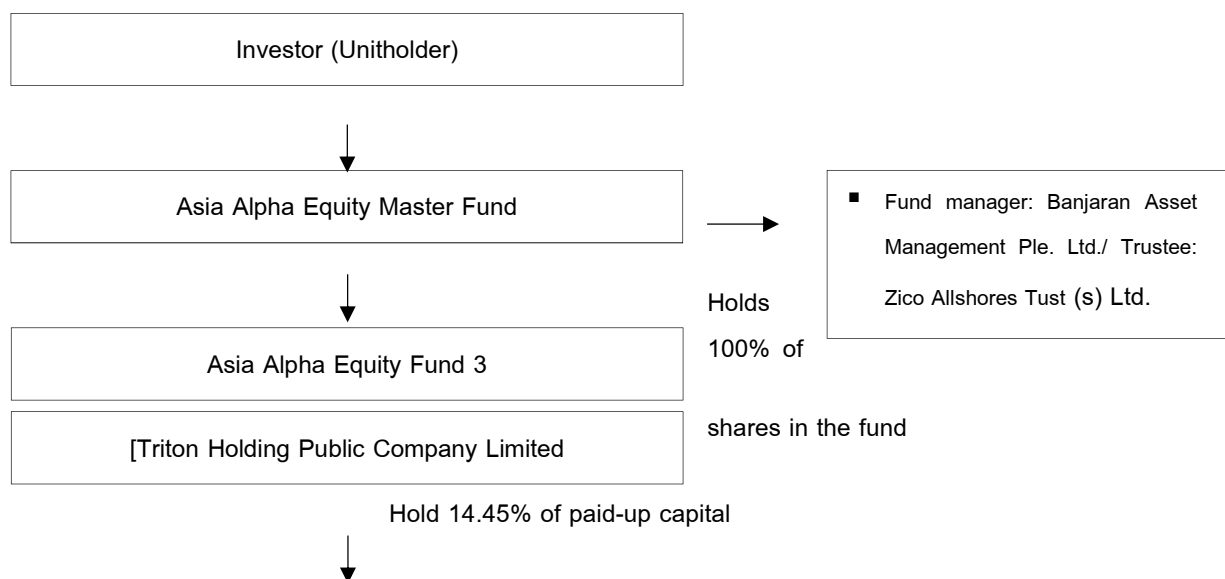 Investor (Unitholder)
Asia Alpha Equity Master Fund
■ Fund manager: Banjaran Asset
Management Ple. Ltd./ Trustee:
Zico Allshores Tust (s) Ltd.
Holds
100% of
Asia Alpha Equity Fund 3
shares in the fund
[Triton Holding Public Company Limited
Hold 14.45% of paid-up capital